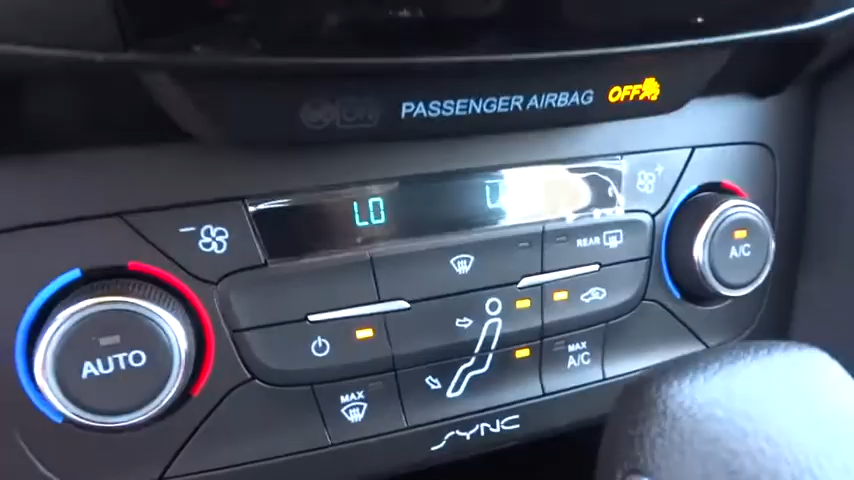 PASSENGER AIRBAG OFF
LO
REAR
A/C
AUTO
MAX
MAX
A/C
SYNC